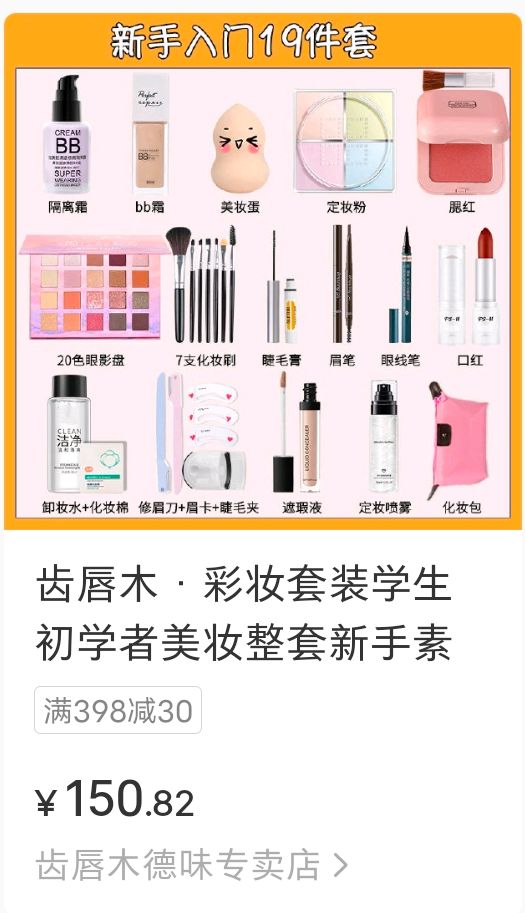 新手入门19件套
CREAM
BB
SUPER
WEARING
Perfect
BB
隔离霜 bb霜 美妆蛋 定妆粉 腮红
20色眼影盘 7支化妆刷 睫毛膏 眉笔 眼线笔 口红
CLEAN
洁净
LIQUID CONCEALER
卸妆水+化妆棉 修眉刀+眉卡+睫毛夹 遮瑕液 定妆喷雾 化妆包
齿唇木·彩妆套装学生
初学者美妆整套新手素
满398减30
¥150.82
齿唇木德味专卖店 >